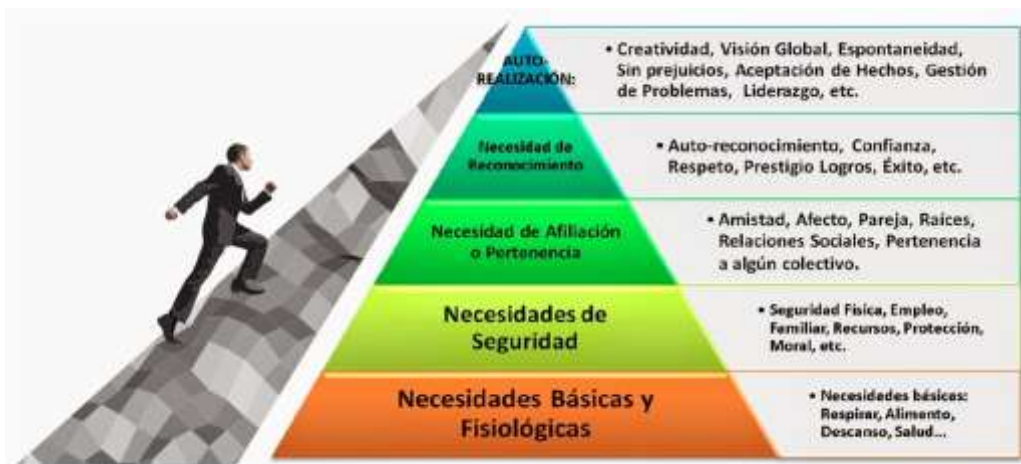 AUTO-
REALIZACIÓN:
• Creatividad, Visión Global, Espontaneidad,
Sin prejuicios, Aceptación de Hechos, Gestión
de Problemas, Liderazgo, etc.
Necesidad de
Reconocimiento
• Auto-reconocimiento, Confianza,
Respeto, Prestigio Logros, Éxito, etc.
Necesidad de Afiliación
o Pertenencia
• Amistad, Afecto, Pareja, Raíces,
Relaciones Sociales, Pertenencia
a algún colectivo.
Necesidades de
Seguridad
• Seguridad Física, Empleo,
Familiar, Recursos, Protección,
Moral, etc.
Necesidades Básicas y
Fisiológicas
• Necesidades básicas:
Respirar, Alimento,
Descanso, Salud...